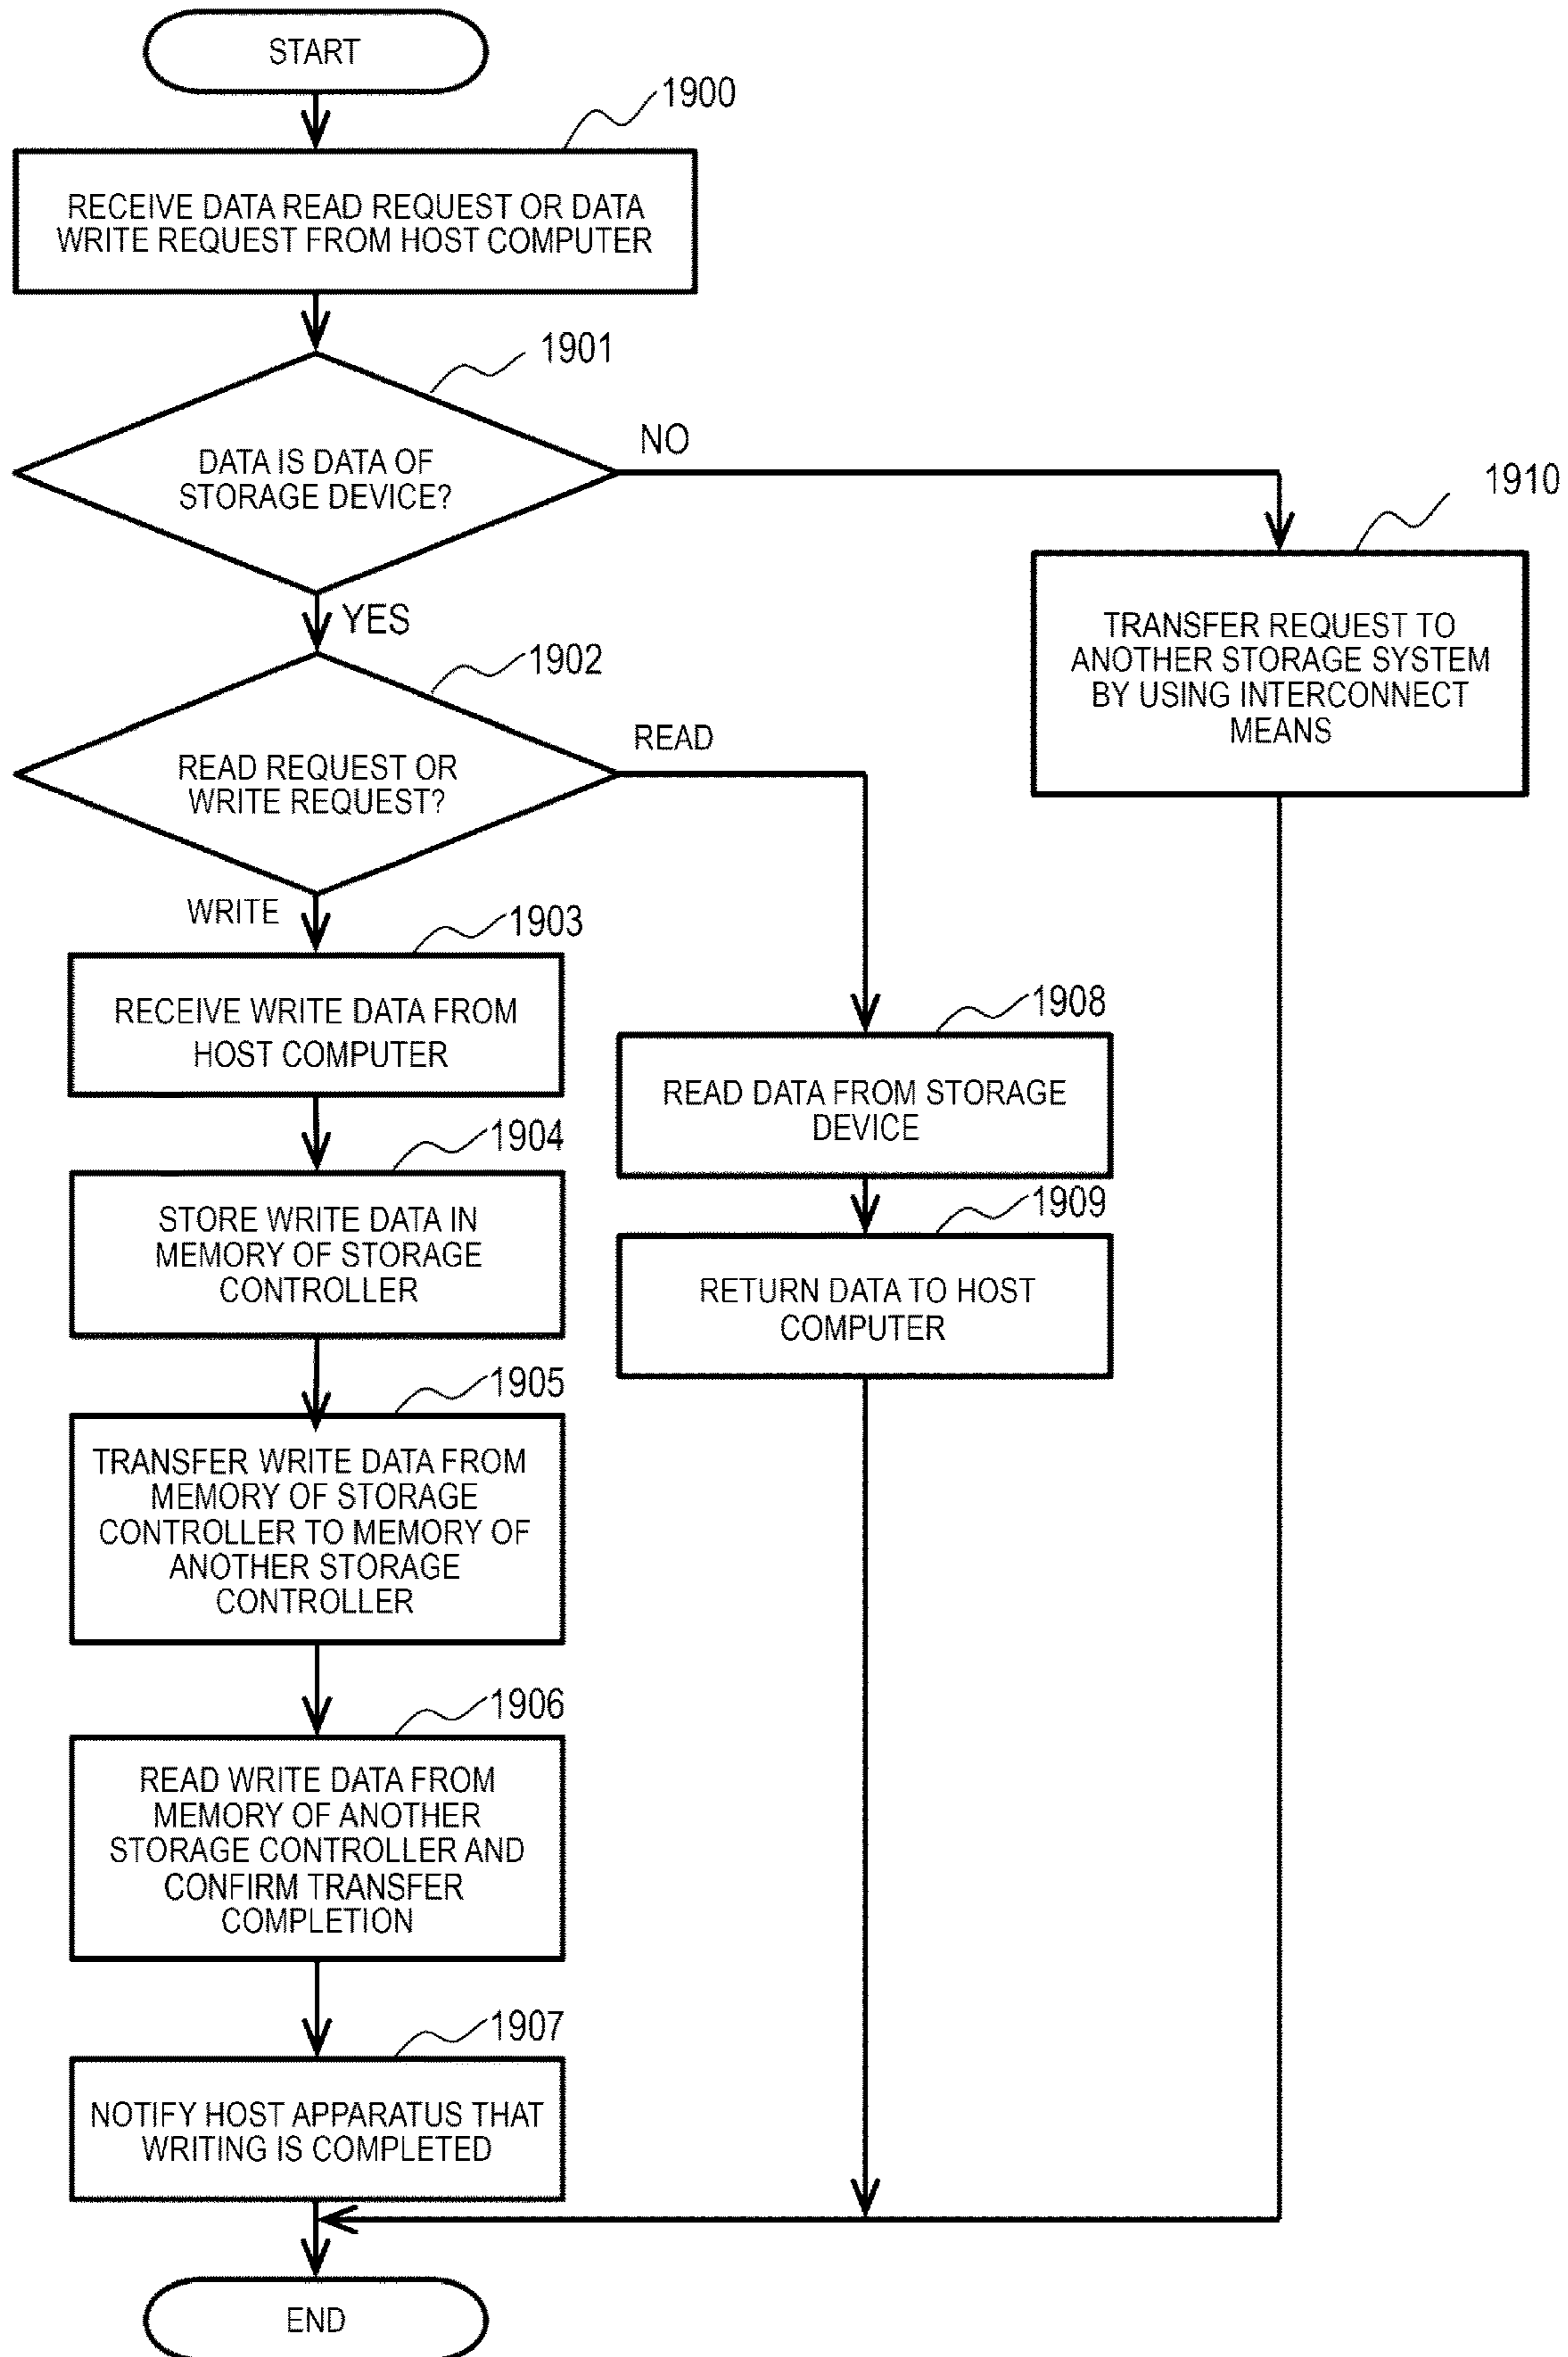 START
1900
RECEIVE DATA READ REQUEST OR DATA
WRITE REQUEST FROM HOST COMPUTER
1901
DATA IS DATA OF
STORAGE DEVICE?
NO
YES
1910
TRANSFER REQUEST TO
ANOTHER STORAGE SYSTEM
BY USING INTERCONNECT
MEANS
1902
READ REQUEST OR
WRITE REQUEST?
READ
WRITE
1903
RECEIVE WRITE DATA FROM
HOST COMPUTER
1908
READ DATA FROM STORAGE
DEVICE
1904
STORE WRITE DATA IN
MEMORY OF STORAGE
CONTROLLER
1909
RETURN DATA TO HOST
COMPUTER
1905
TRANSFER WRITE DATA FROM
MEMORY OF STORAGE
CONTROLLER TO MEMORY OF
ANOTHER STORAGE
CONTROLLER
1906
READ WRITE DATA FROM
MEMORY OF ANOTHER
STORAGE CONTROLLER AND
CONFIRM TRANSFER
COMPLETION
1907
NOTIFY HOST APPARATUS THAT
WRITING IS COMPLETED
END